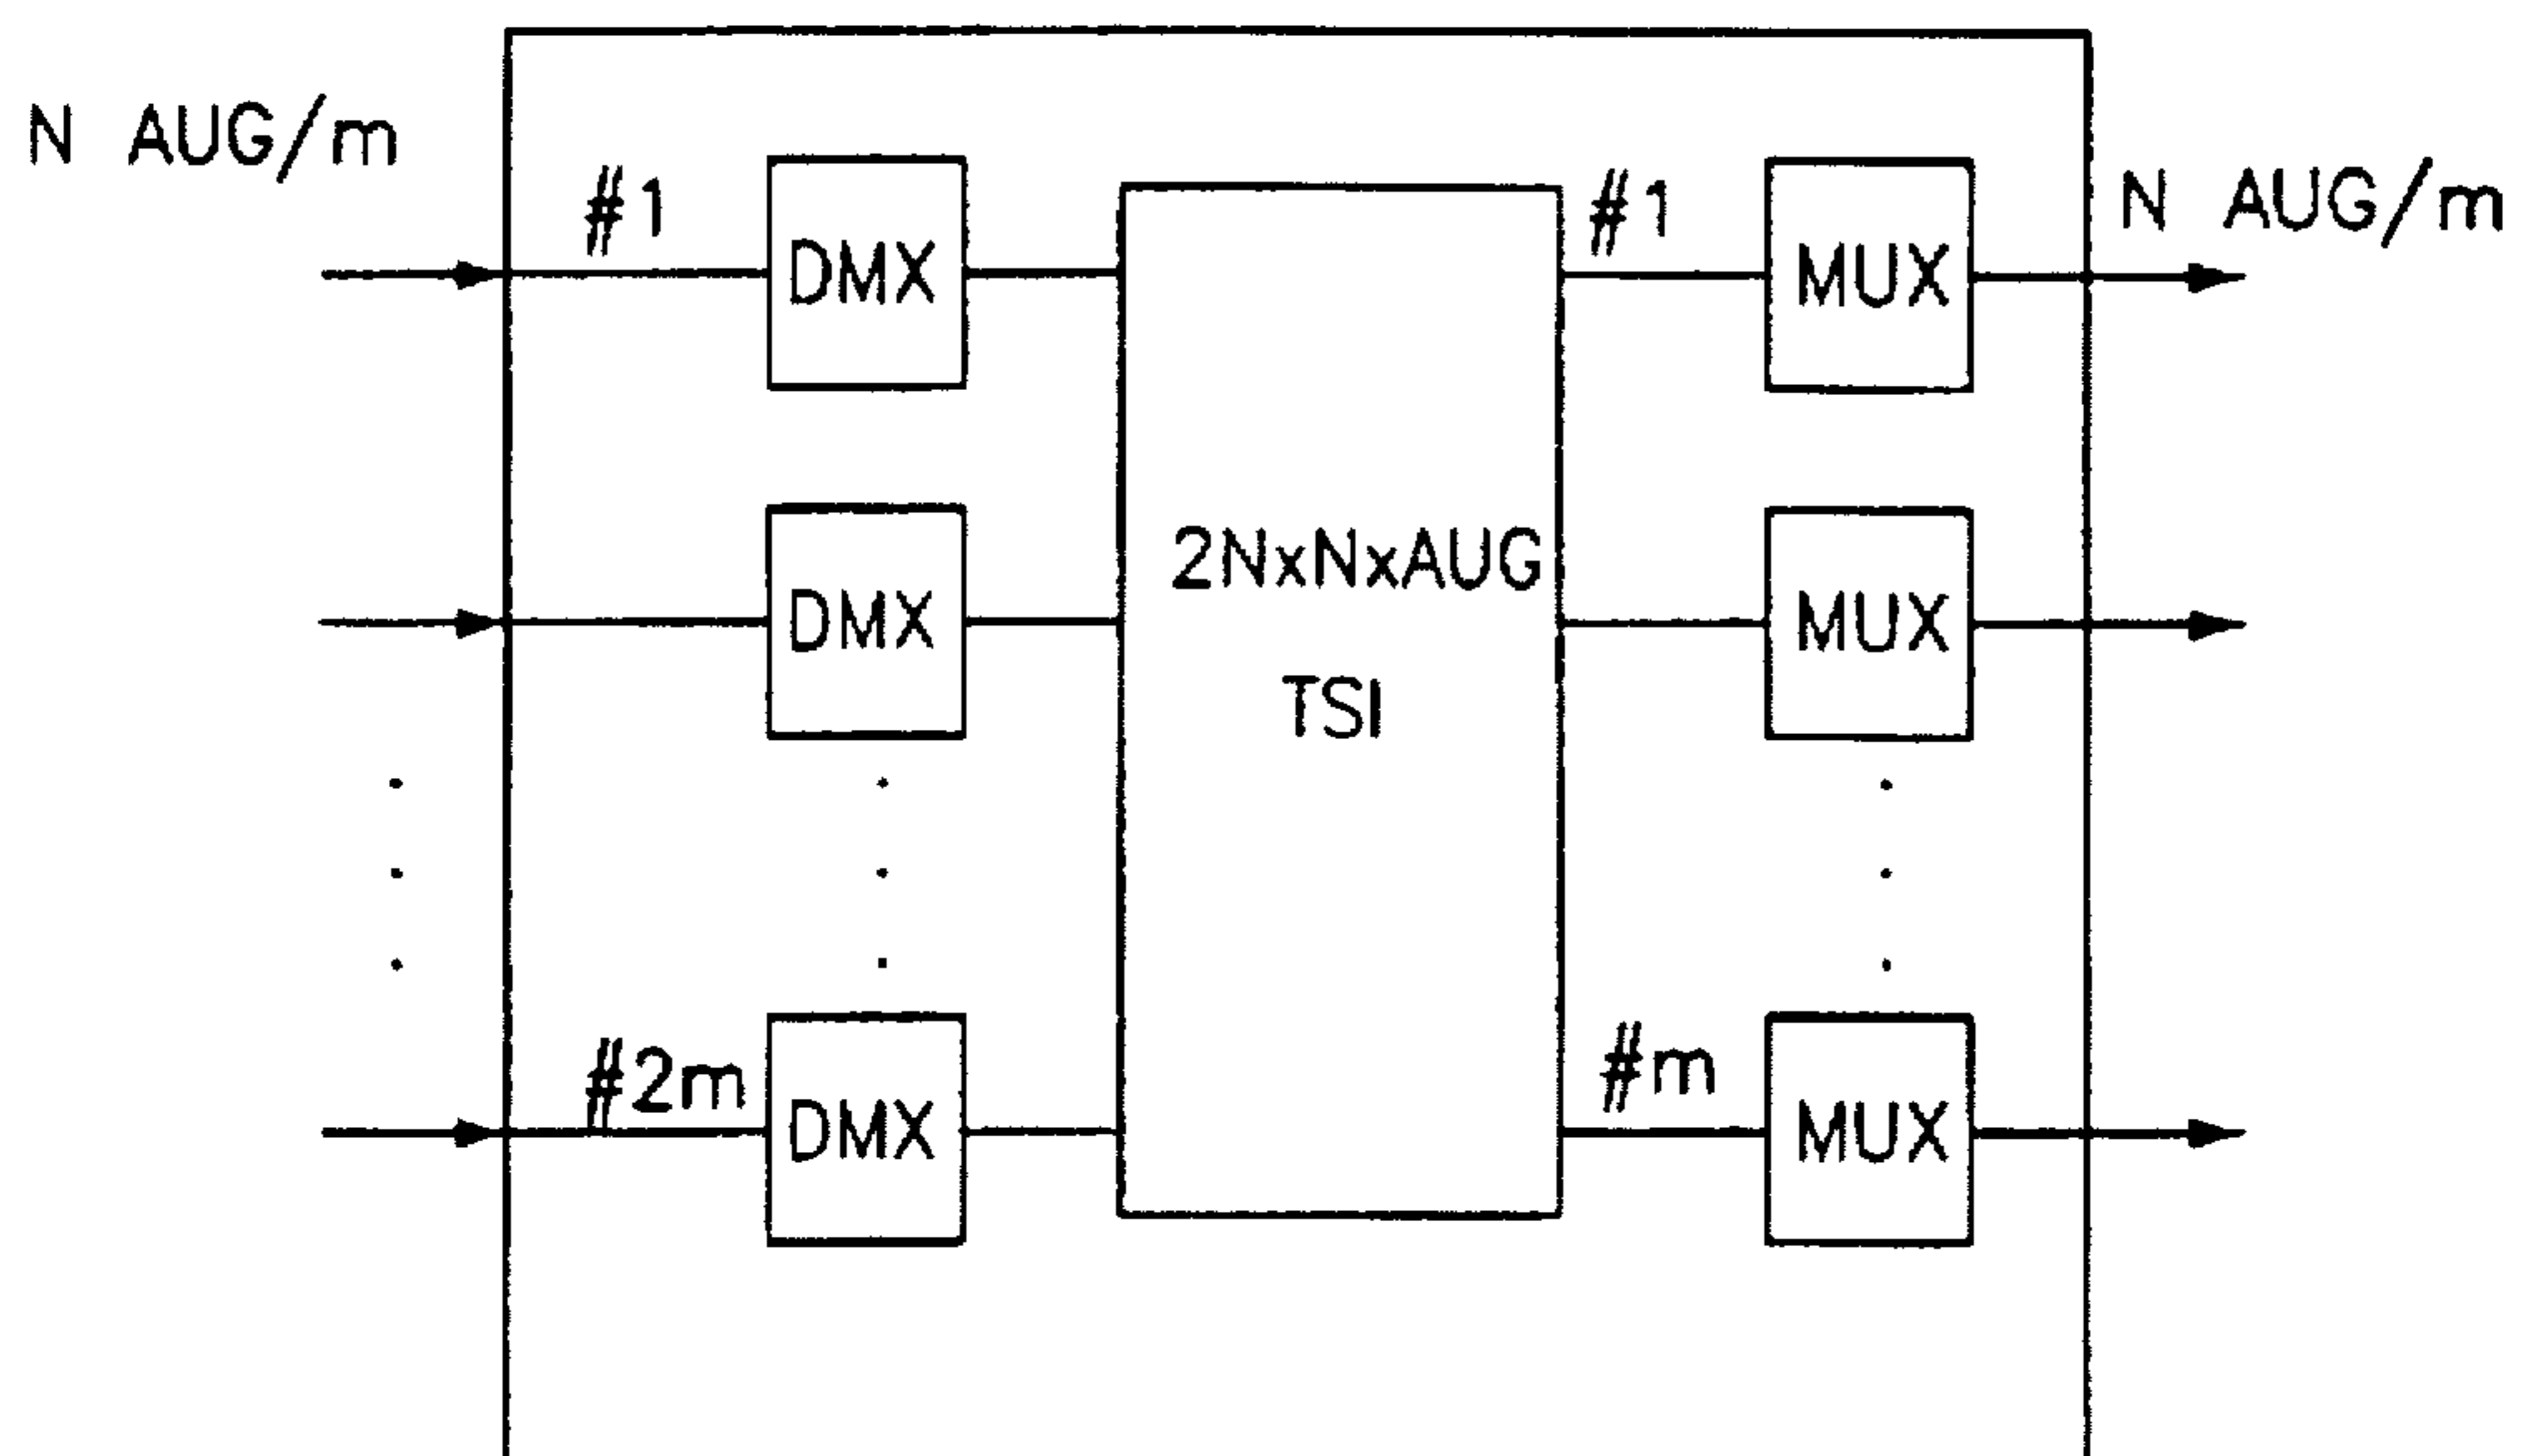 N AUG/m
#1
DMX
#1
MUX
N AUG/m
DMX
2NxNxAUG
TSI
MUX
#2m
DMX
#m
MUX